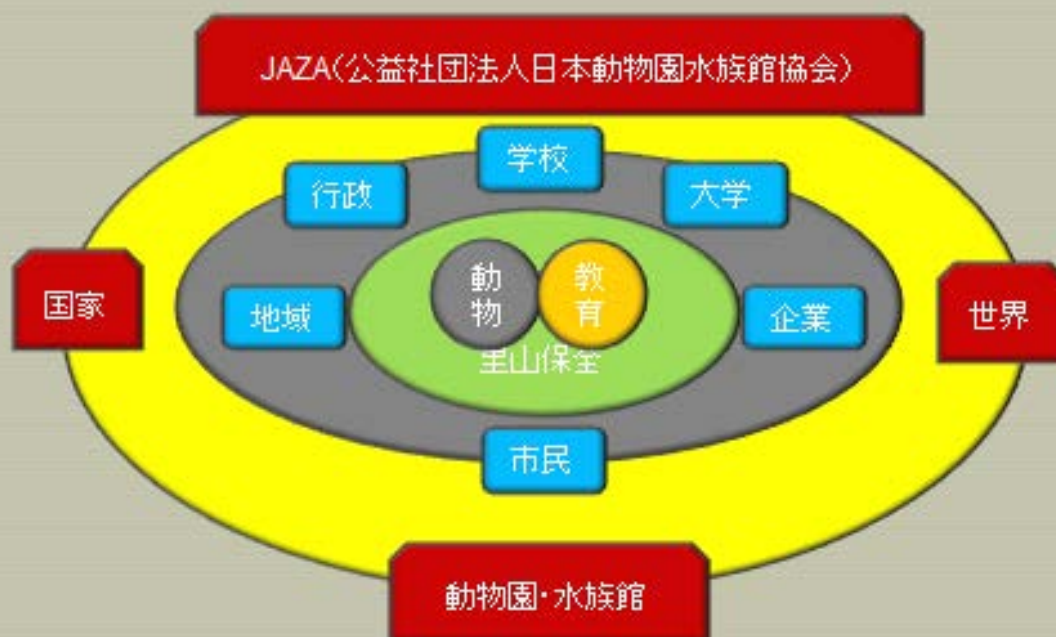 JAZA(公益社団法人日本動物園水族館協会)
学校
行政
大学
動物
教育
国家
地域
企業
世界
里山保全
市民
動物園・水族館